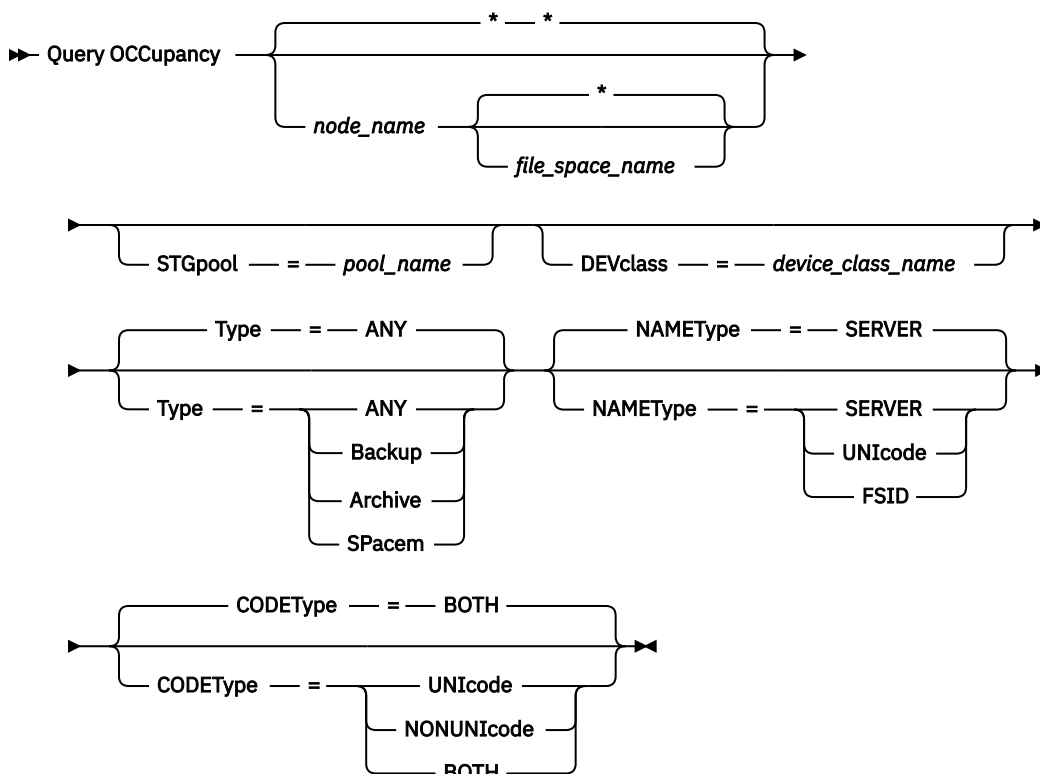 * *
Query OCCupancy
*
node_name
file_space_name
STGpool = pool_name DEVclass = device_class_name
Type = ANY NAMEType = SERVER
Type = ANY NAMEType = SERVER
Backup UNIcode
Archive FSID
SPacem
CODEType = BOTH
CODEType = UNIcode
NONUNIcode
BOTH